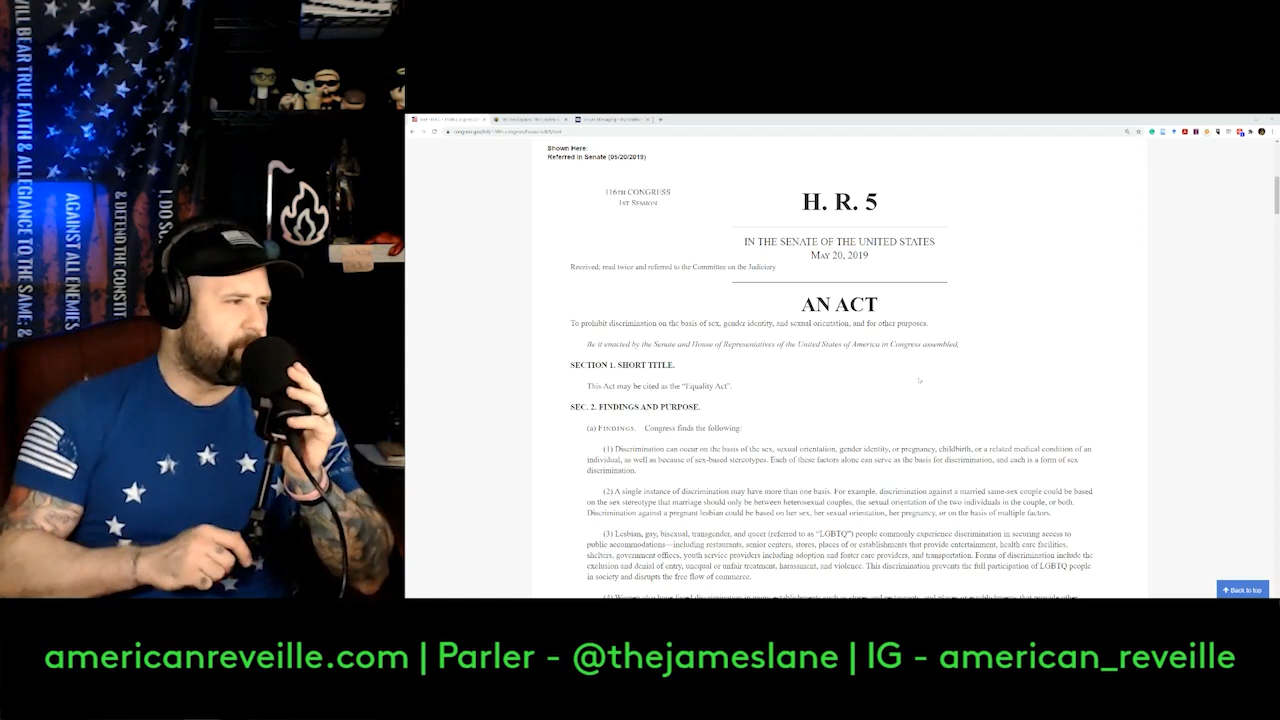 WILL BEAR TRUE FAITH & ALLEGIANCE TO THE SAME; &
AGAINST ALL ENEMIES
& DEFEND THE CONSTIT
I, DO SO
Shown Here:
Referred in Senate (05/20/2019)
116TH CONGRESS
1ST SESSION
H. R. 5
IN THE SENATE OF THE UNITED STATES
MAY 20, 2019
Received; read twice and referred to the Committee on the Judiciary
AN ACT
To prohibit discrimination on the basis of sex, gender identity, and sexual orientation, and for other purposes.
Be it enacted by the Senate and House of Representatives of the United States of America in Congress assembled,
SECTION 1. SHORT TITLE.
This Act may be cited as the “Equality Act”.
SEC. 2. FINDINGS AND PURPOSE.
(a) FINDINGS. Congress finds the following:
(1) Discrimination can occur on the basis of the sex, sexual orientation, gender identity, or pregnancy, childbirth, or a related medical condition of an
individual, as well as because of sex-based stereotypes. Each of these factors alone can serve as the basis for discrimination, and each is a form of sex
discrimination.
(2) A single instance of discrimination may have more than one basis. For example, discrimination against a married same-sex couple could be based
on the sex stereotype that marriage should only be between heterosexual couples, the sexual orientation of the two individuals in the couple, or both.
Discrimination against a pregnant lesbian could be based on her sex, her sexual orientation, her pregnancy, or on the basis of multiple factors.
(3) Lesbian, gay, bisexual, transgender, and queer (referred to as “LGBTQ”) people commonly experience discrimination in securing access to
public accommodations—including restaurants, senior centers, stores, places of or establishments that provide entertainment, health care facilities,
shelters, government offices, youth service providers including adoption and foster care providers, and transportation. Forms of discrimination include the
exclusion and denial of entry, unequal or unfair treatment, harassment, and violence. This discrimination prevents the full participation of LGBTQ people
in society and disrupts the free flow of commerce.
Back to top
americanreveille.com | Parler - @thejameslane | IG - american_reveille